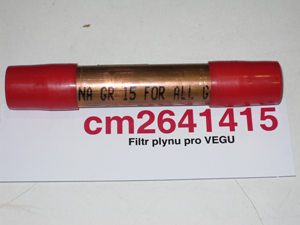 NA GR 15 FOR ALL G
cm2641415
Filtr plynu pro VEGU